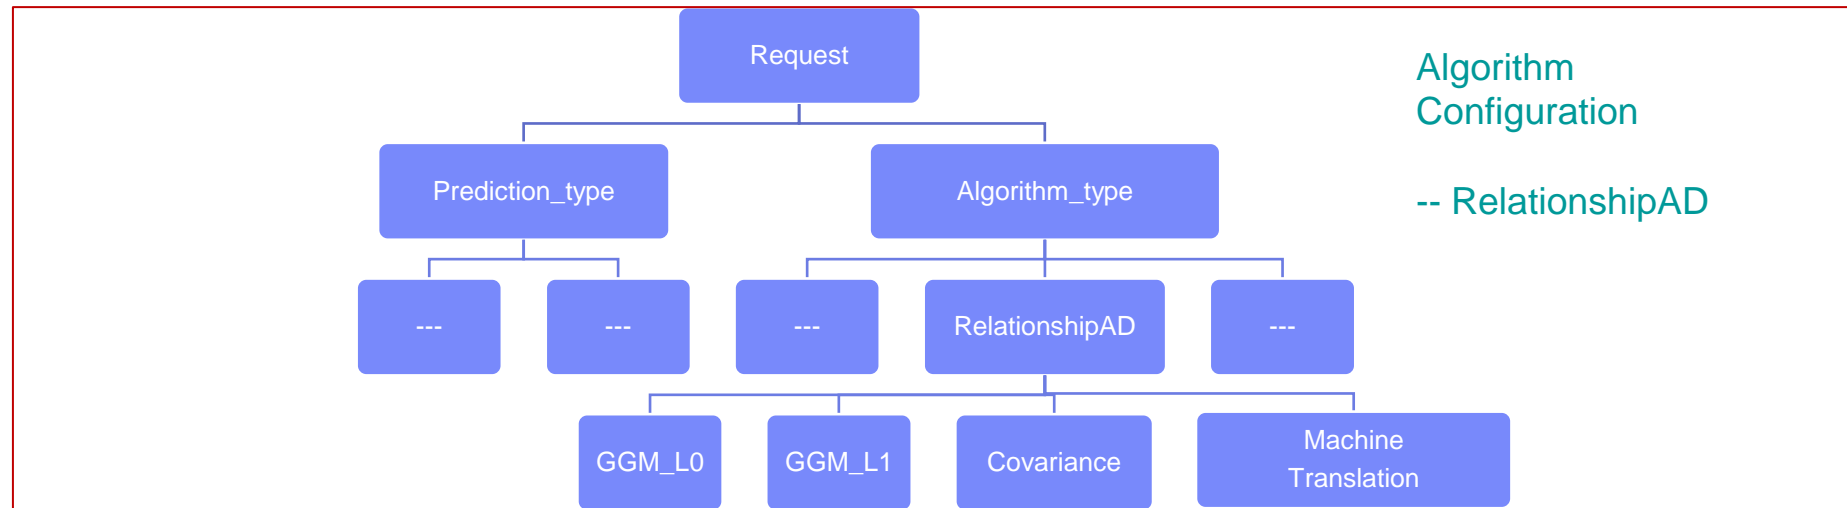 Request
Algorithm
Configuration
-- RelationshipAD
Prediction_type
Algorithm_type
---
---
---
RelationshipAD
---
GGM_L0
GGM_L1
Covariance
Machine
Translation